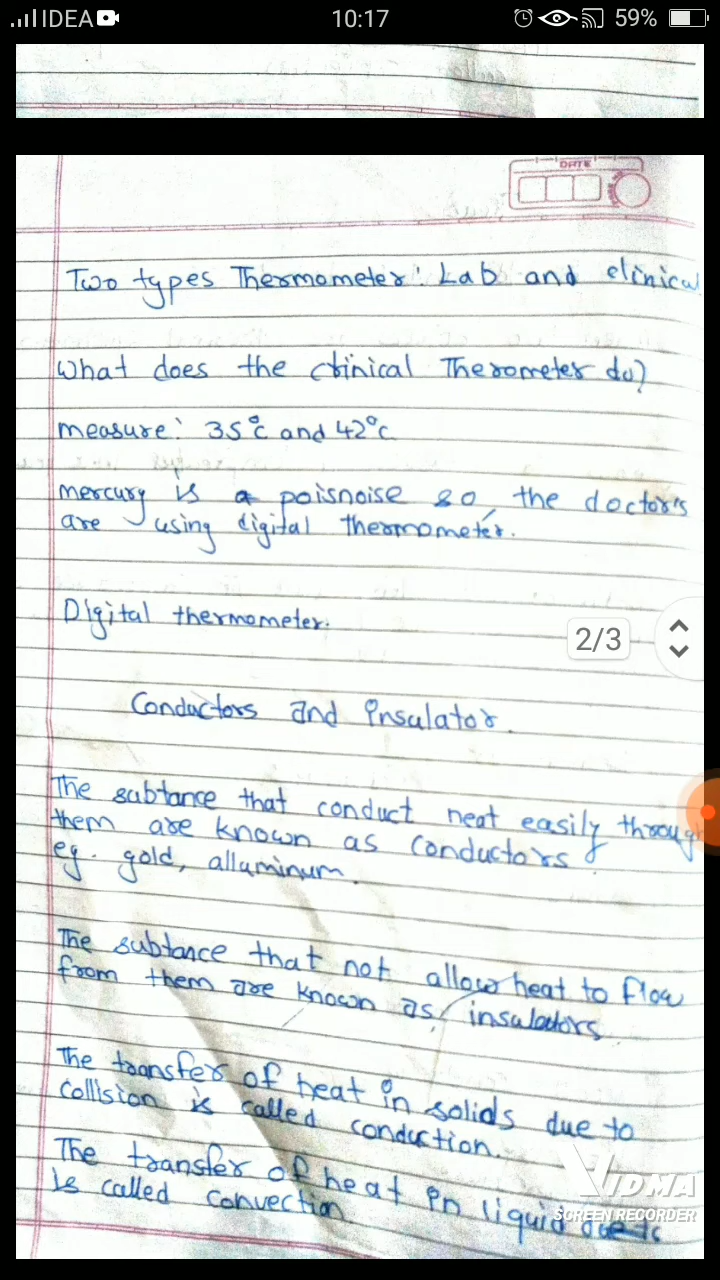 IDEA 10:17 59%
DATE
Two types Thermometer: Lab and clinical
What does the clinical Therometer do?
measure: 35°c and 42°c
mercury is a poisnoise so, the doctor's
are using digital thermometer.
Digital thermometer.
2/3
Conductors and insulator.
The subtance that conduct neat easily through
them are known as conductors
eg. gold, alluminum.
The subtance that not allow heat to flow
from them are known as insulators
The transfer of heat in solids due to
collision is called conduction.
The transfer of heat in liquid due to
is called convection.
VIDMA
SCREEN RECORDER